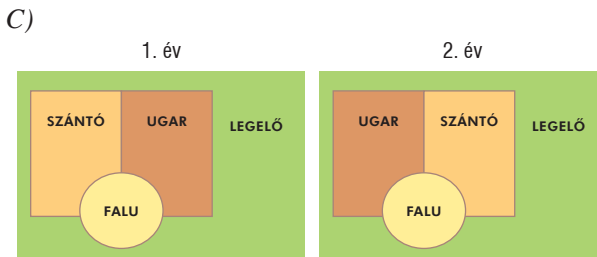 C)
1. év
2. év
SZÁNTÓ UGAR LEGELŐ
FALU
UGAR SZÁNTÓ LEGELŐ
FALU